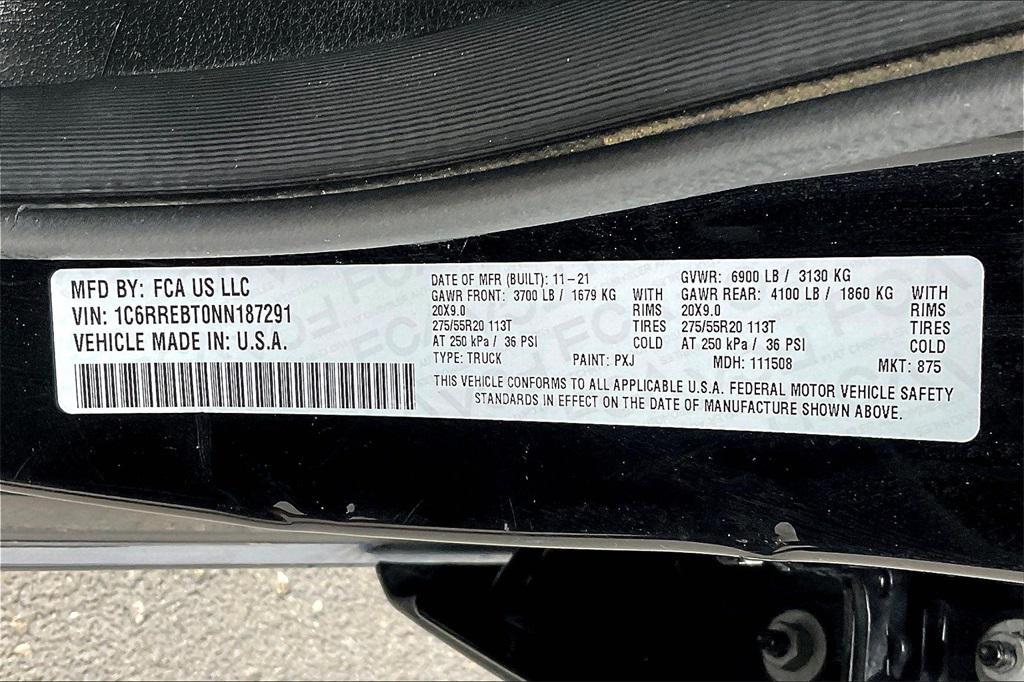 MFD BY: FCA US LLC
VIN: 1C6RREBT0NN187291
VEHICLE MADE IN: U.S.A.
DATE OF MFR (BUILT): 11-21
GAWR FRONT: 3700 LB / 1679 KG WITH
20X9.0 RIMS
275/55R20 113T TIRES
AT 250 kPa / 36 PSI COLD
GVWR: 6900 LB / 3130 KG
GAWR REAR: 4100 LB / 1860 KG WITH
20X9.0 RIMS
275/55R20 113T TIRES
AT 250 kPa / 36 PSI COLD
TYPE: TRUCK PAINT: PXJ MDH: 111508 MKT: 875
THIS VEHICLE CONFORMS TO ALL APPLICABLE U.S.A. FEDERAL MOTOR VEHICLE SAFETY
STANDARDS IN EFFECT ON THE DATE OF MANUFACTURE SHOWN ABOVE.